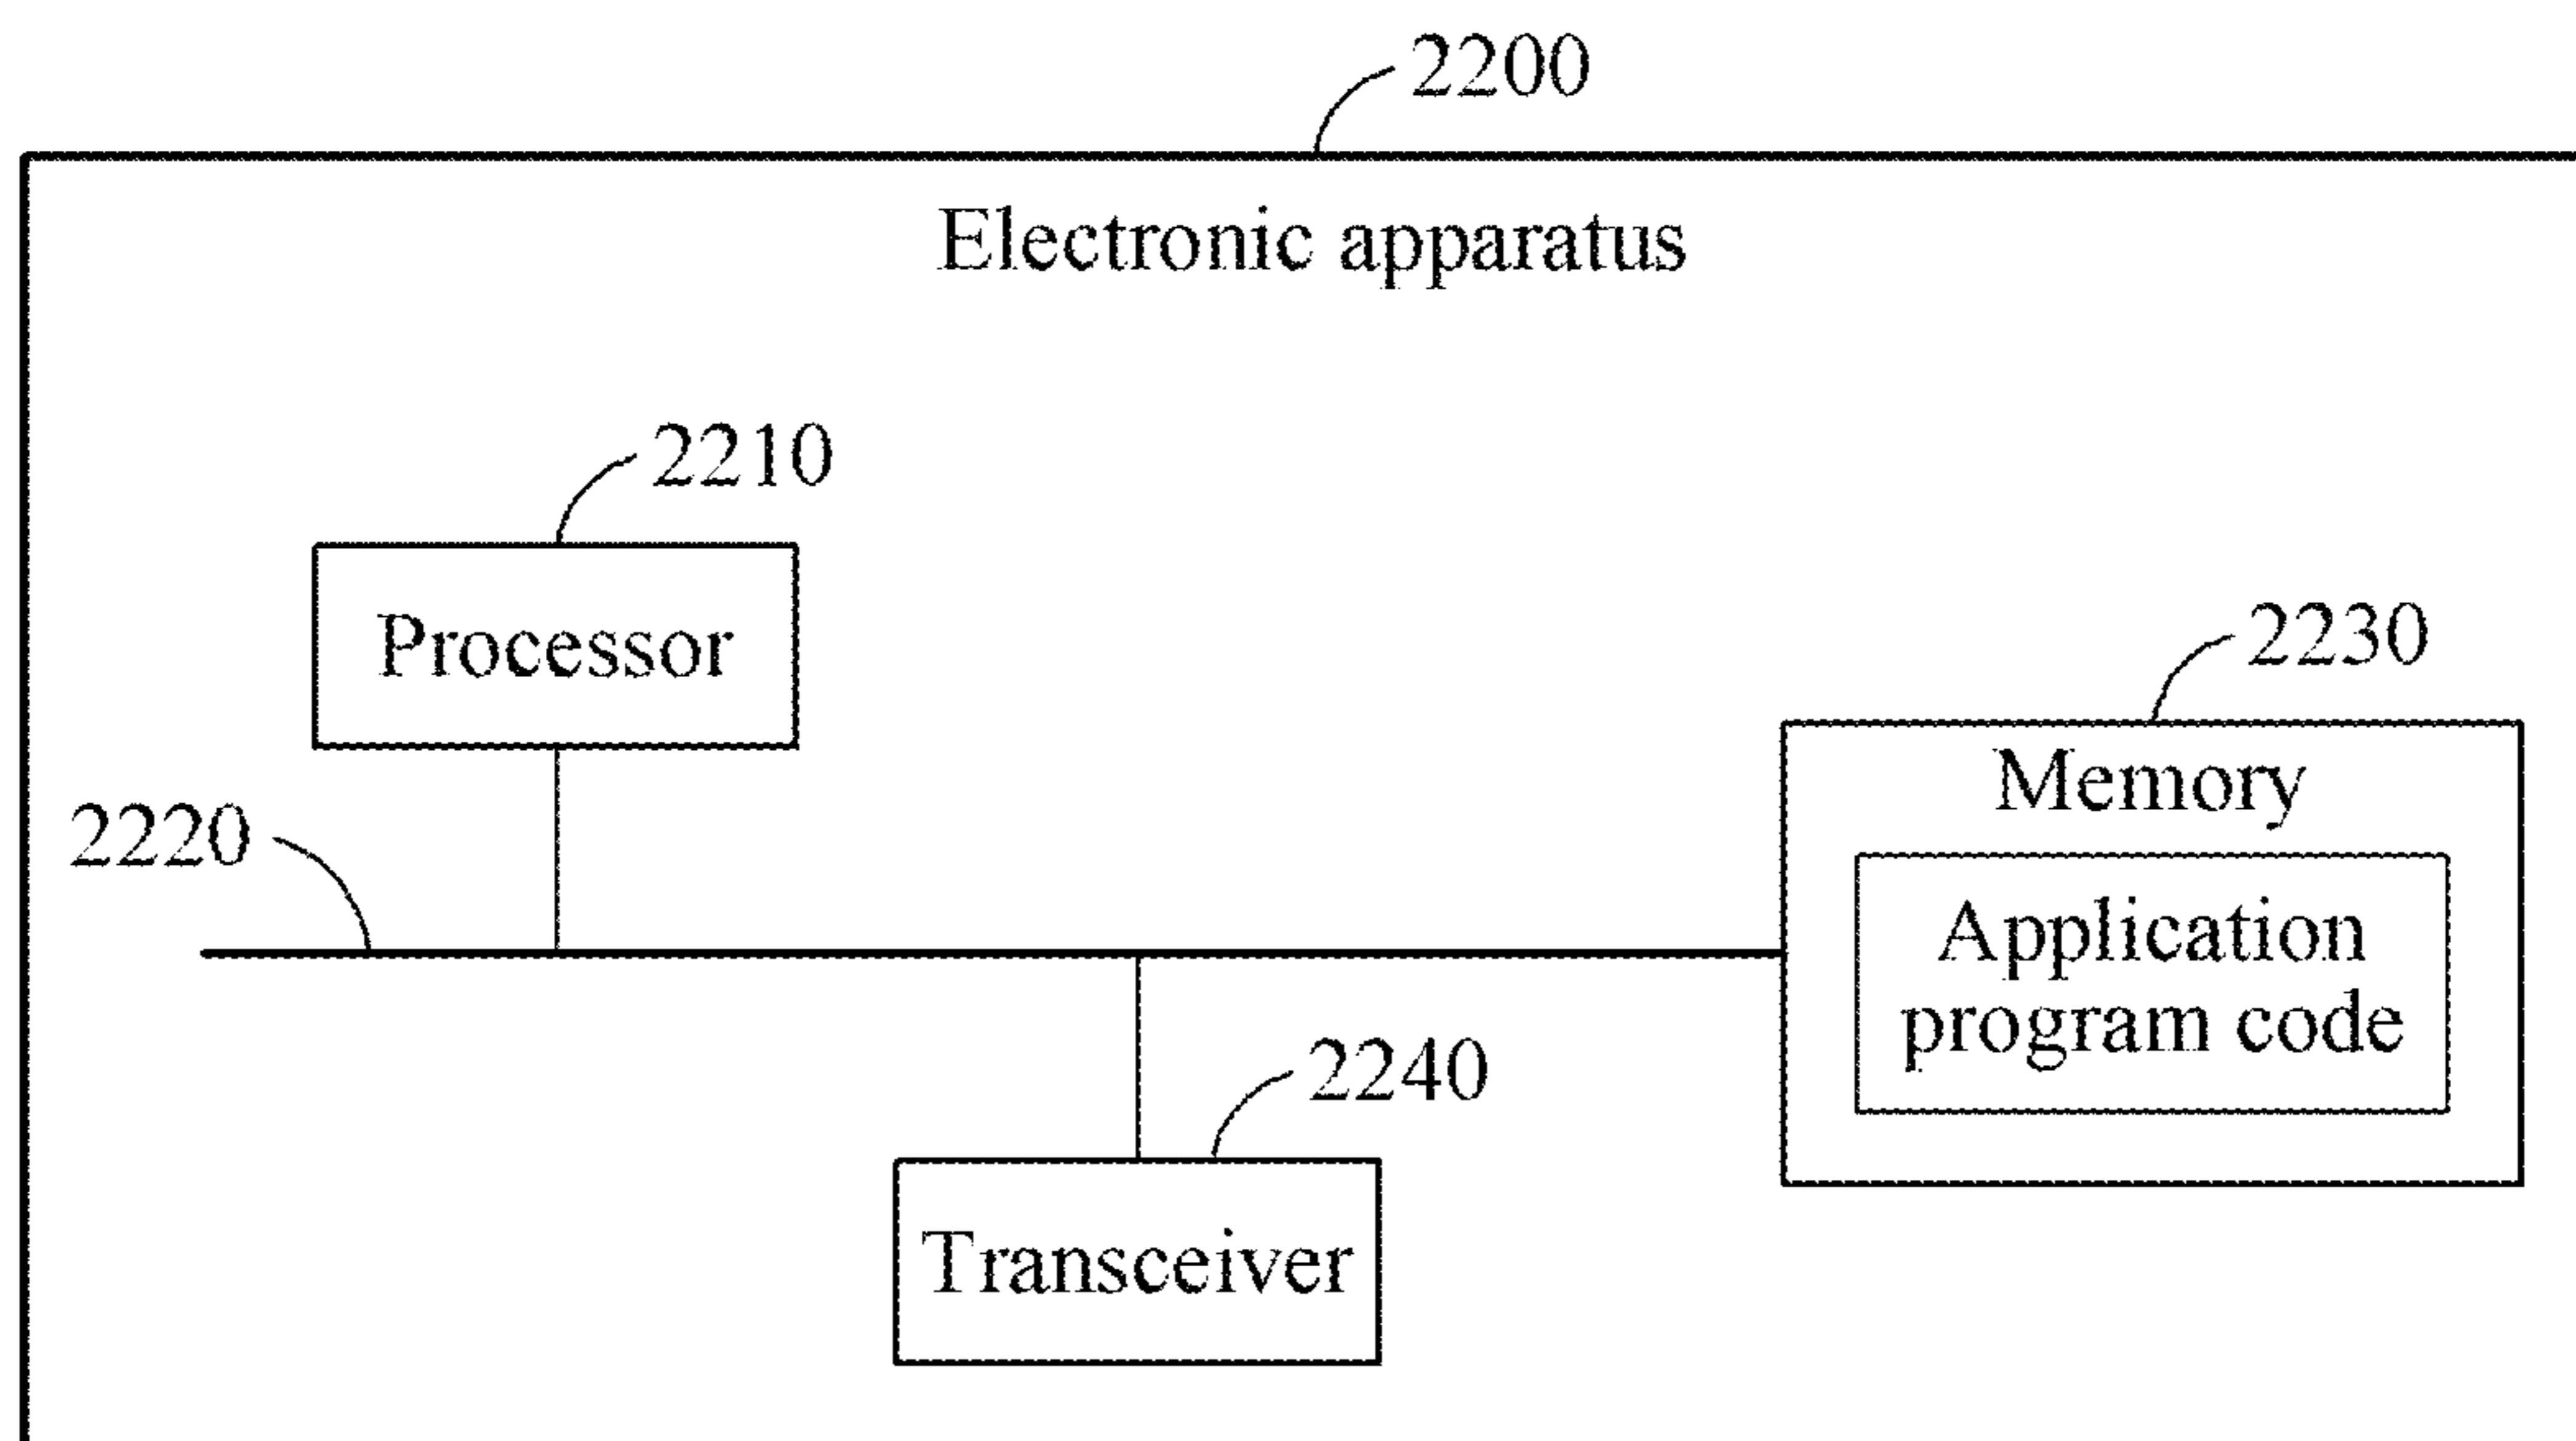 2200
Electronic apparatus
2210
Processor
2230
Memory
2220
Application
program code
2240
Transceiver